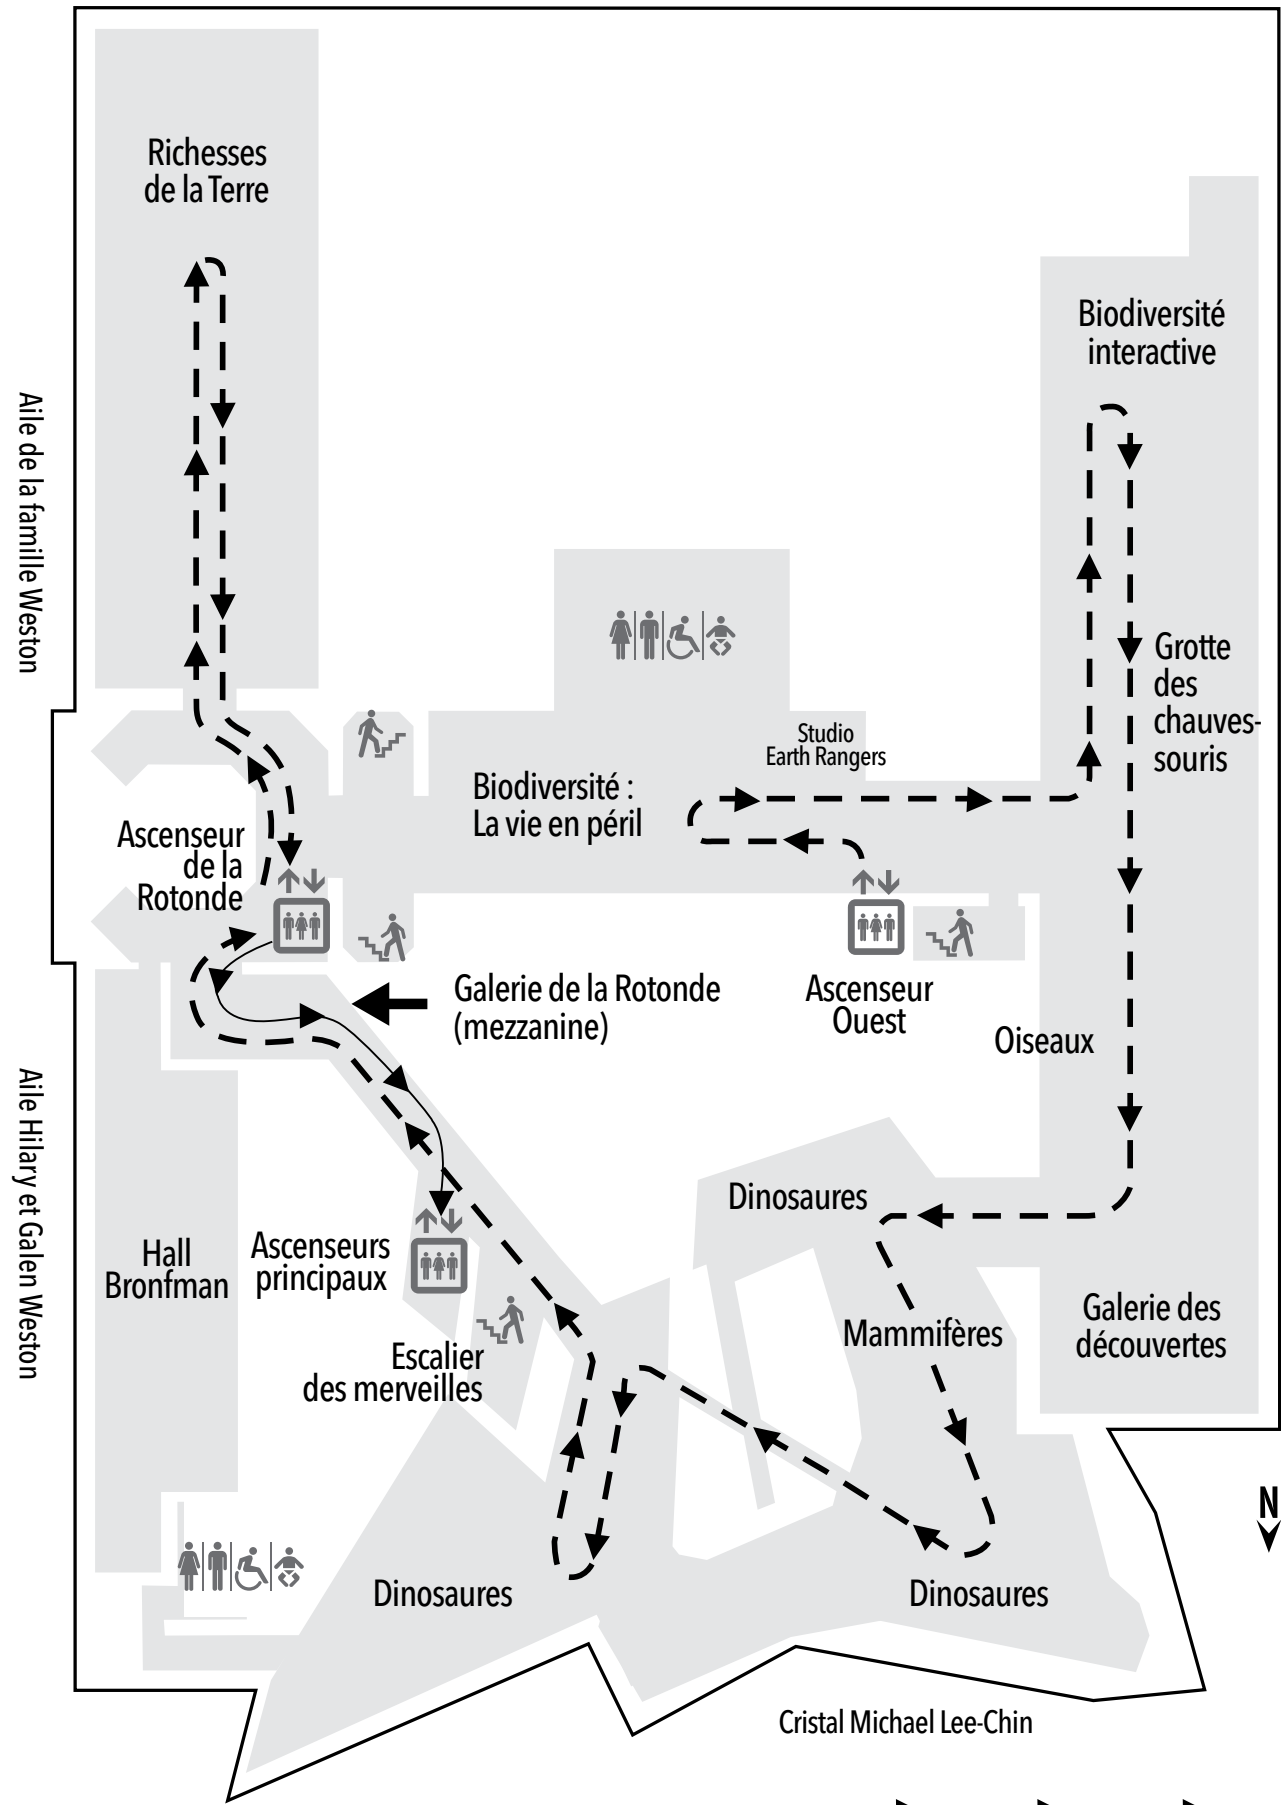 Richesses
de la Terre
Biodiversité
interactive
Aile de la famille Weston
Grotte
des
chauves-
souris
Studio
Earth Rangers
Biodiversité :
La vie en péril
Ascenseur
de la
Rotonde
Galerie de la Rotonde
(mezzanine)
Ascenseur
Ouest
Oiseaux
Aile Hilary et Galen Weston
Dinosaures
Hall
Bronfman
Ascenseurs
principaux
Mammifères
Galerie des
découvertes
Escalier
des merveilles
N
Dinosaures
Dinosaures
Cristal Michael Lee-Chin